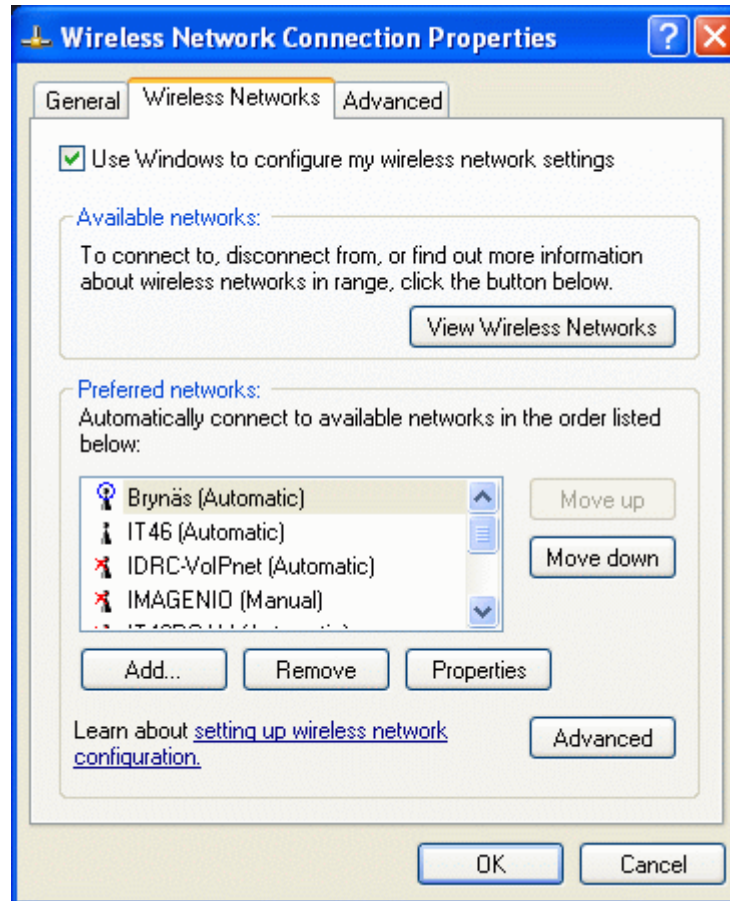 Wireless Network Connection Properties
General Wireless Networks Advanced
Use Windows to configure my wireless network settings
Available networks:
To connect to, disconnect from, or find out more information
about wireless networks in range, click the button below.
View Wireless Networks
Preferred networks:
Automatically connect to available networks in the order listed
below:
Brynäs (Automatic)
IT46 (Automatic)
IDRC-VoIPnet (Automatic)
IMAGENIO (Manual)
Move up
Move down
Add... Remove Properties
Learn about setting up wireless network
configuration.
Advanced
OK Cancel